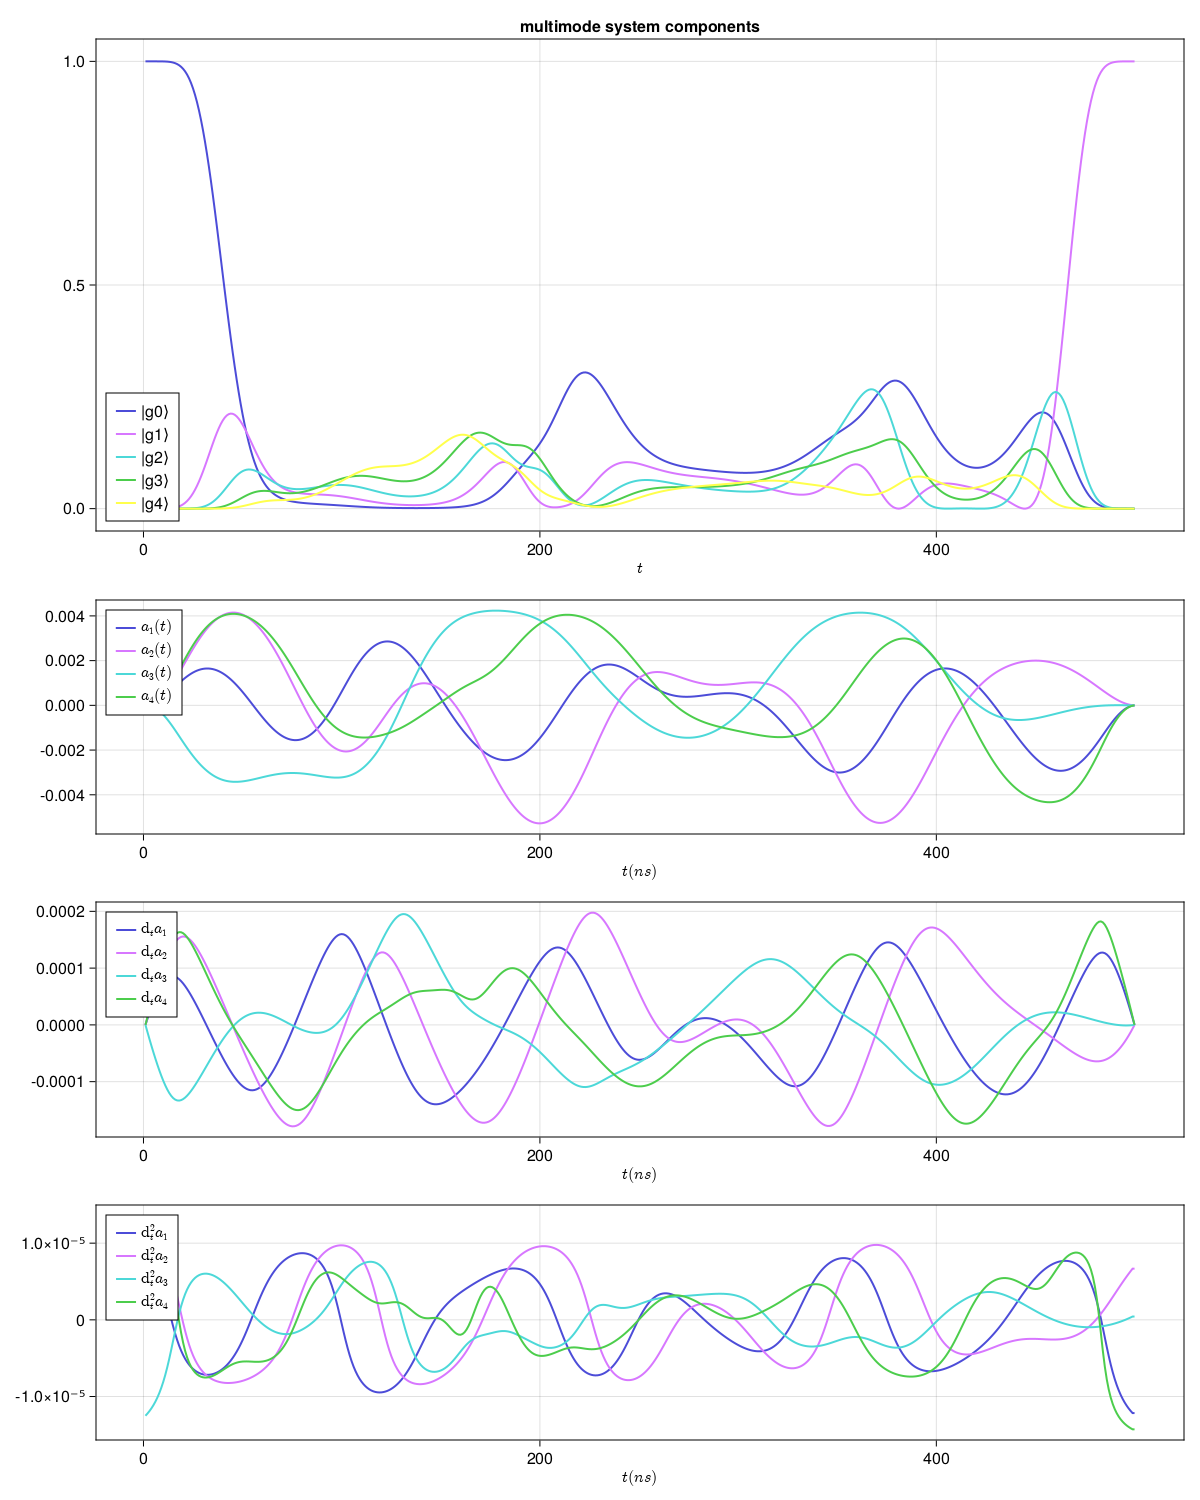 multimode system components
1.0
0.5
0.0
|g0⟩
|g1⟩
|g2⟩
|g3⟩
|g4⟩
0 200 400
t
0.004
0.002
0.000
-0.002
-0.004
a₁(t)
a₂(t)
a₃(t)
a₄(t)
0 200 400
t(ns)
0.0002
0.0001
0.0000
-0.0001
dₜa₁
dₜa₂
dₜa₃
dₜa₄
0 200 400
t(ns)
1.0×10⁻⁵
0
-1.0×10⁻⁵
d²ₜa₁
d²ₜa₂
d²ₜa₃
d²ₜa₄
0 200 400
t(ns)